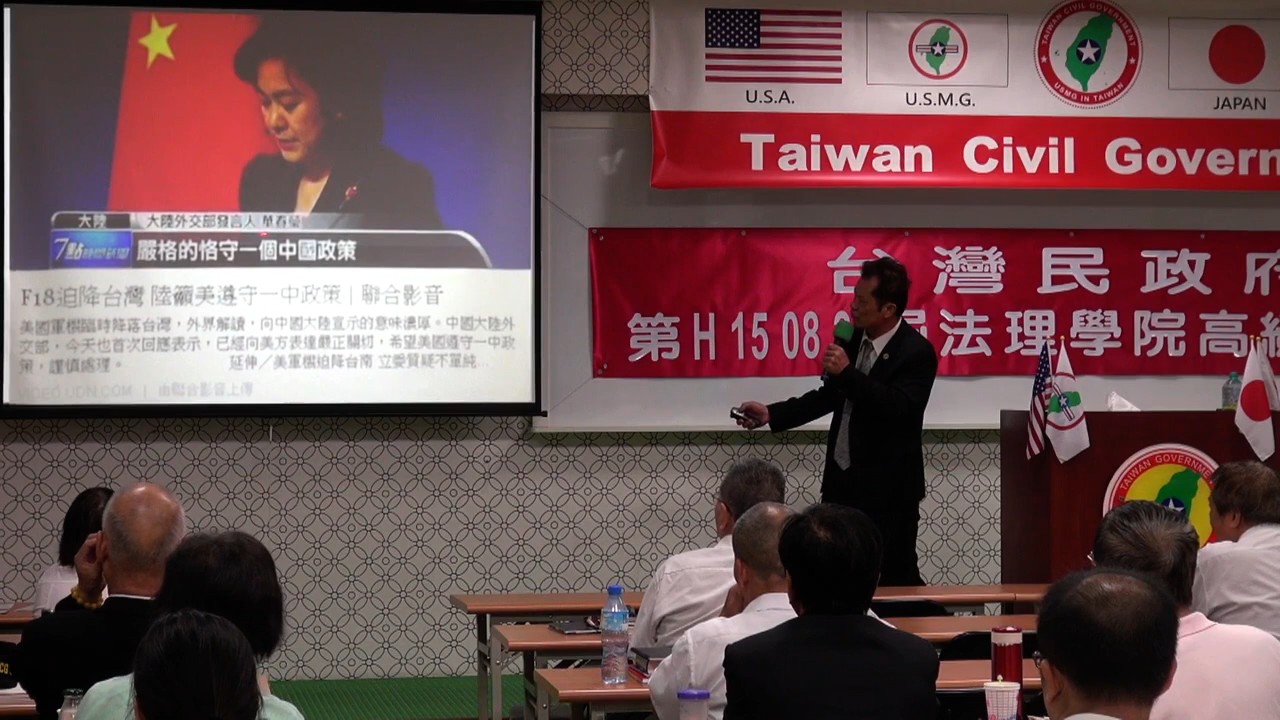 大陸
大陸外交部發言人 華春瑩
7點
嚴格的恪守一個中國政策
F18迫降台灣 陸籲美遵守一中政策 | 聯合影音
美國軍機臨時降落台灣，外界解讀，向中國大陸宣示的意味濃厚。中國大陸外
交部，今天也首次回應表示，已經向美方表達嚴正關切，希望美國遵守一中政
策，謹慎處理。 延伸／美軍機迫降台南 立委質疑不單純...
VIDEO.UDN.COM | 由聯合影音上傳
U.S.A.
U.S.M.G.
TAIWAN CIVIL GOVERNMENT
USMG IN TAIWAN
JAPAN
Taiwan Civil Govern
台灣民政府
第H 15 08 法理學院高
TAIWAN GOVERNMENT